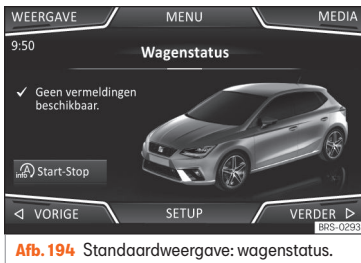 WEERGAVE MENU MEDIA
9:50
Wagenstatus
✓ Geen vermeldingen
beschikbaar.
info A Start-Stop
◁ VORIGE SETUP VERDER ▷
BRS-0293
Afb. 194 Standaardweergave: wagenstatus.